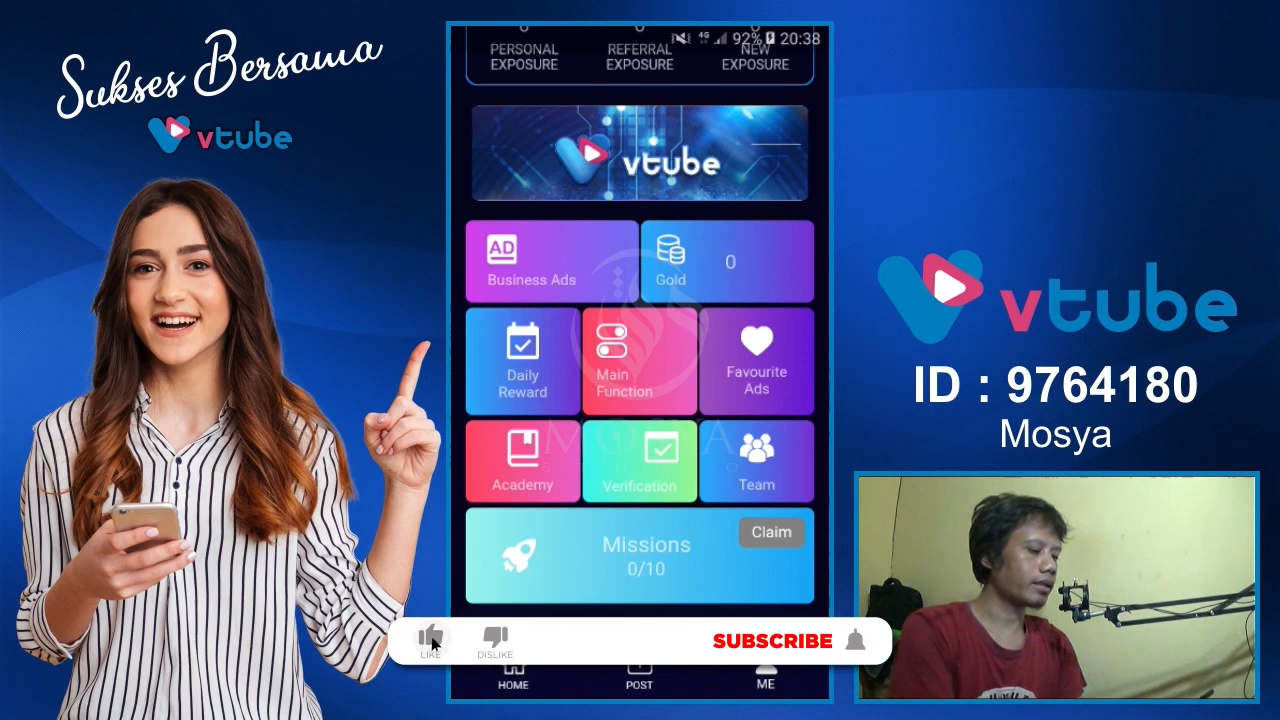 Sukses Bersama
vtube
4G 92% 20:38
PERSONAL EXPOSURE
REFERRAL EXPOSURE
NEW EXPOSURE
vtube
AD
Business Ads
Gold
0
Daily Reward
Main Function
Favourite Ads
Academy
Verification
Team
Missions
0/10
Claim
LIKE
DISLIKE
SUBSCRIBE
HOME
POST
ME
vtube
ID : 9764180
Mosya